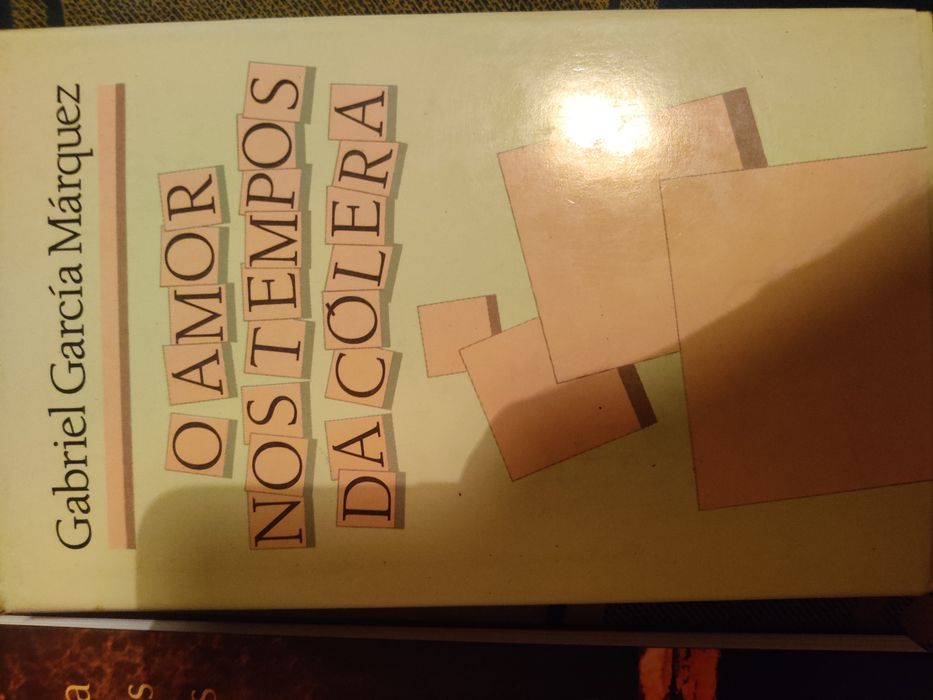 Gabriel García Márquez
O AMOR
NOS TEMPOS
DA CÓLERA
a
s
s